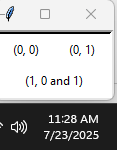 (0, 0) (0, 1)
(1, 0 and 1)
11:28 AM
7/23/2025